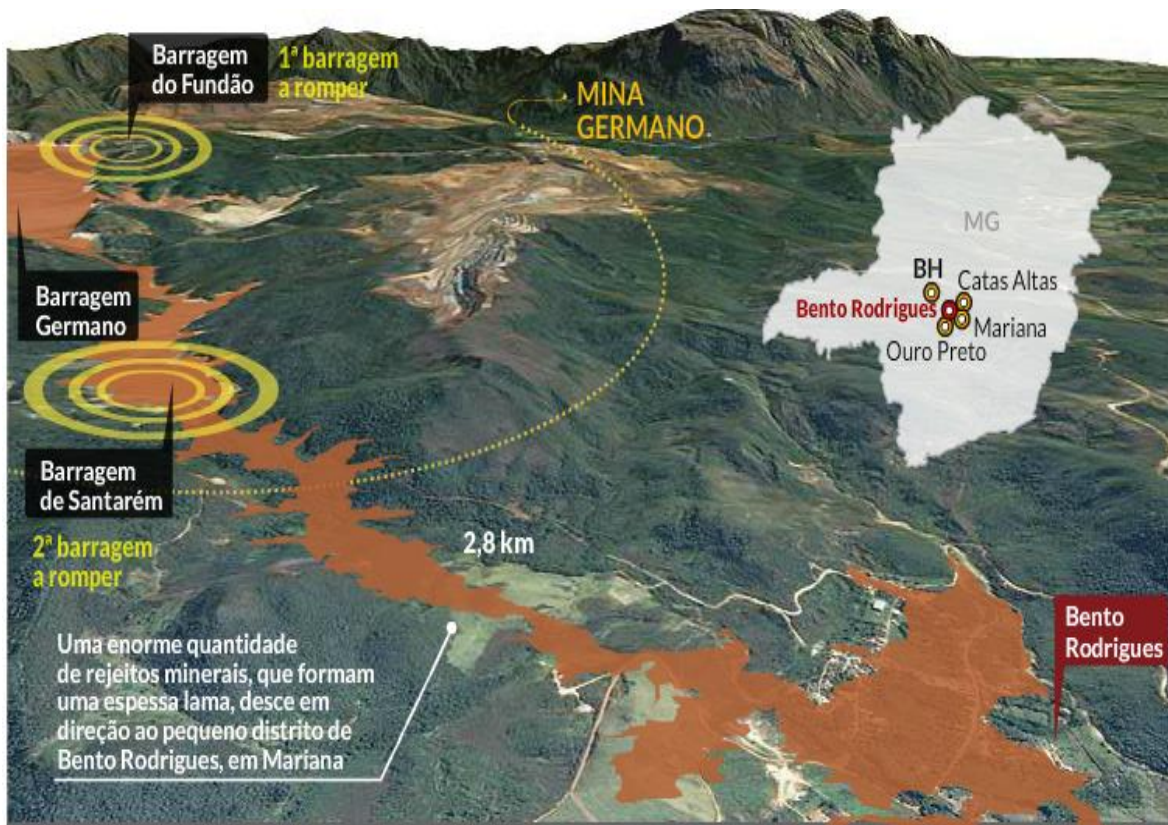 Barragem
do Fundão
1ª barragem
a romper
MINA
GERMANO
MG
BH
Catas Altas
Bento Rodrigues
Mariana
Ouro Preto
Barragem
Germano
Barragem
de Santarém
2ª barragem
a romper
2,8 km
Bento
Rodrigues
Uma enorme quantidade
de rejeitos minerais, que formam
uma espessa lama, desce em
direção ao pequeno distrito de
Bento Rodrigues, em Mariana